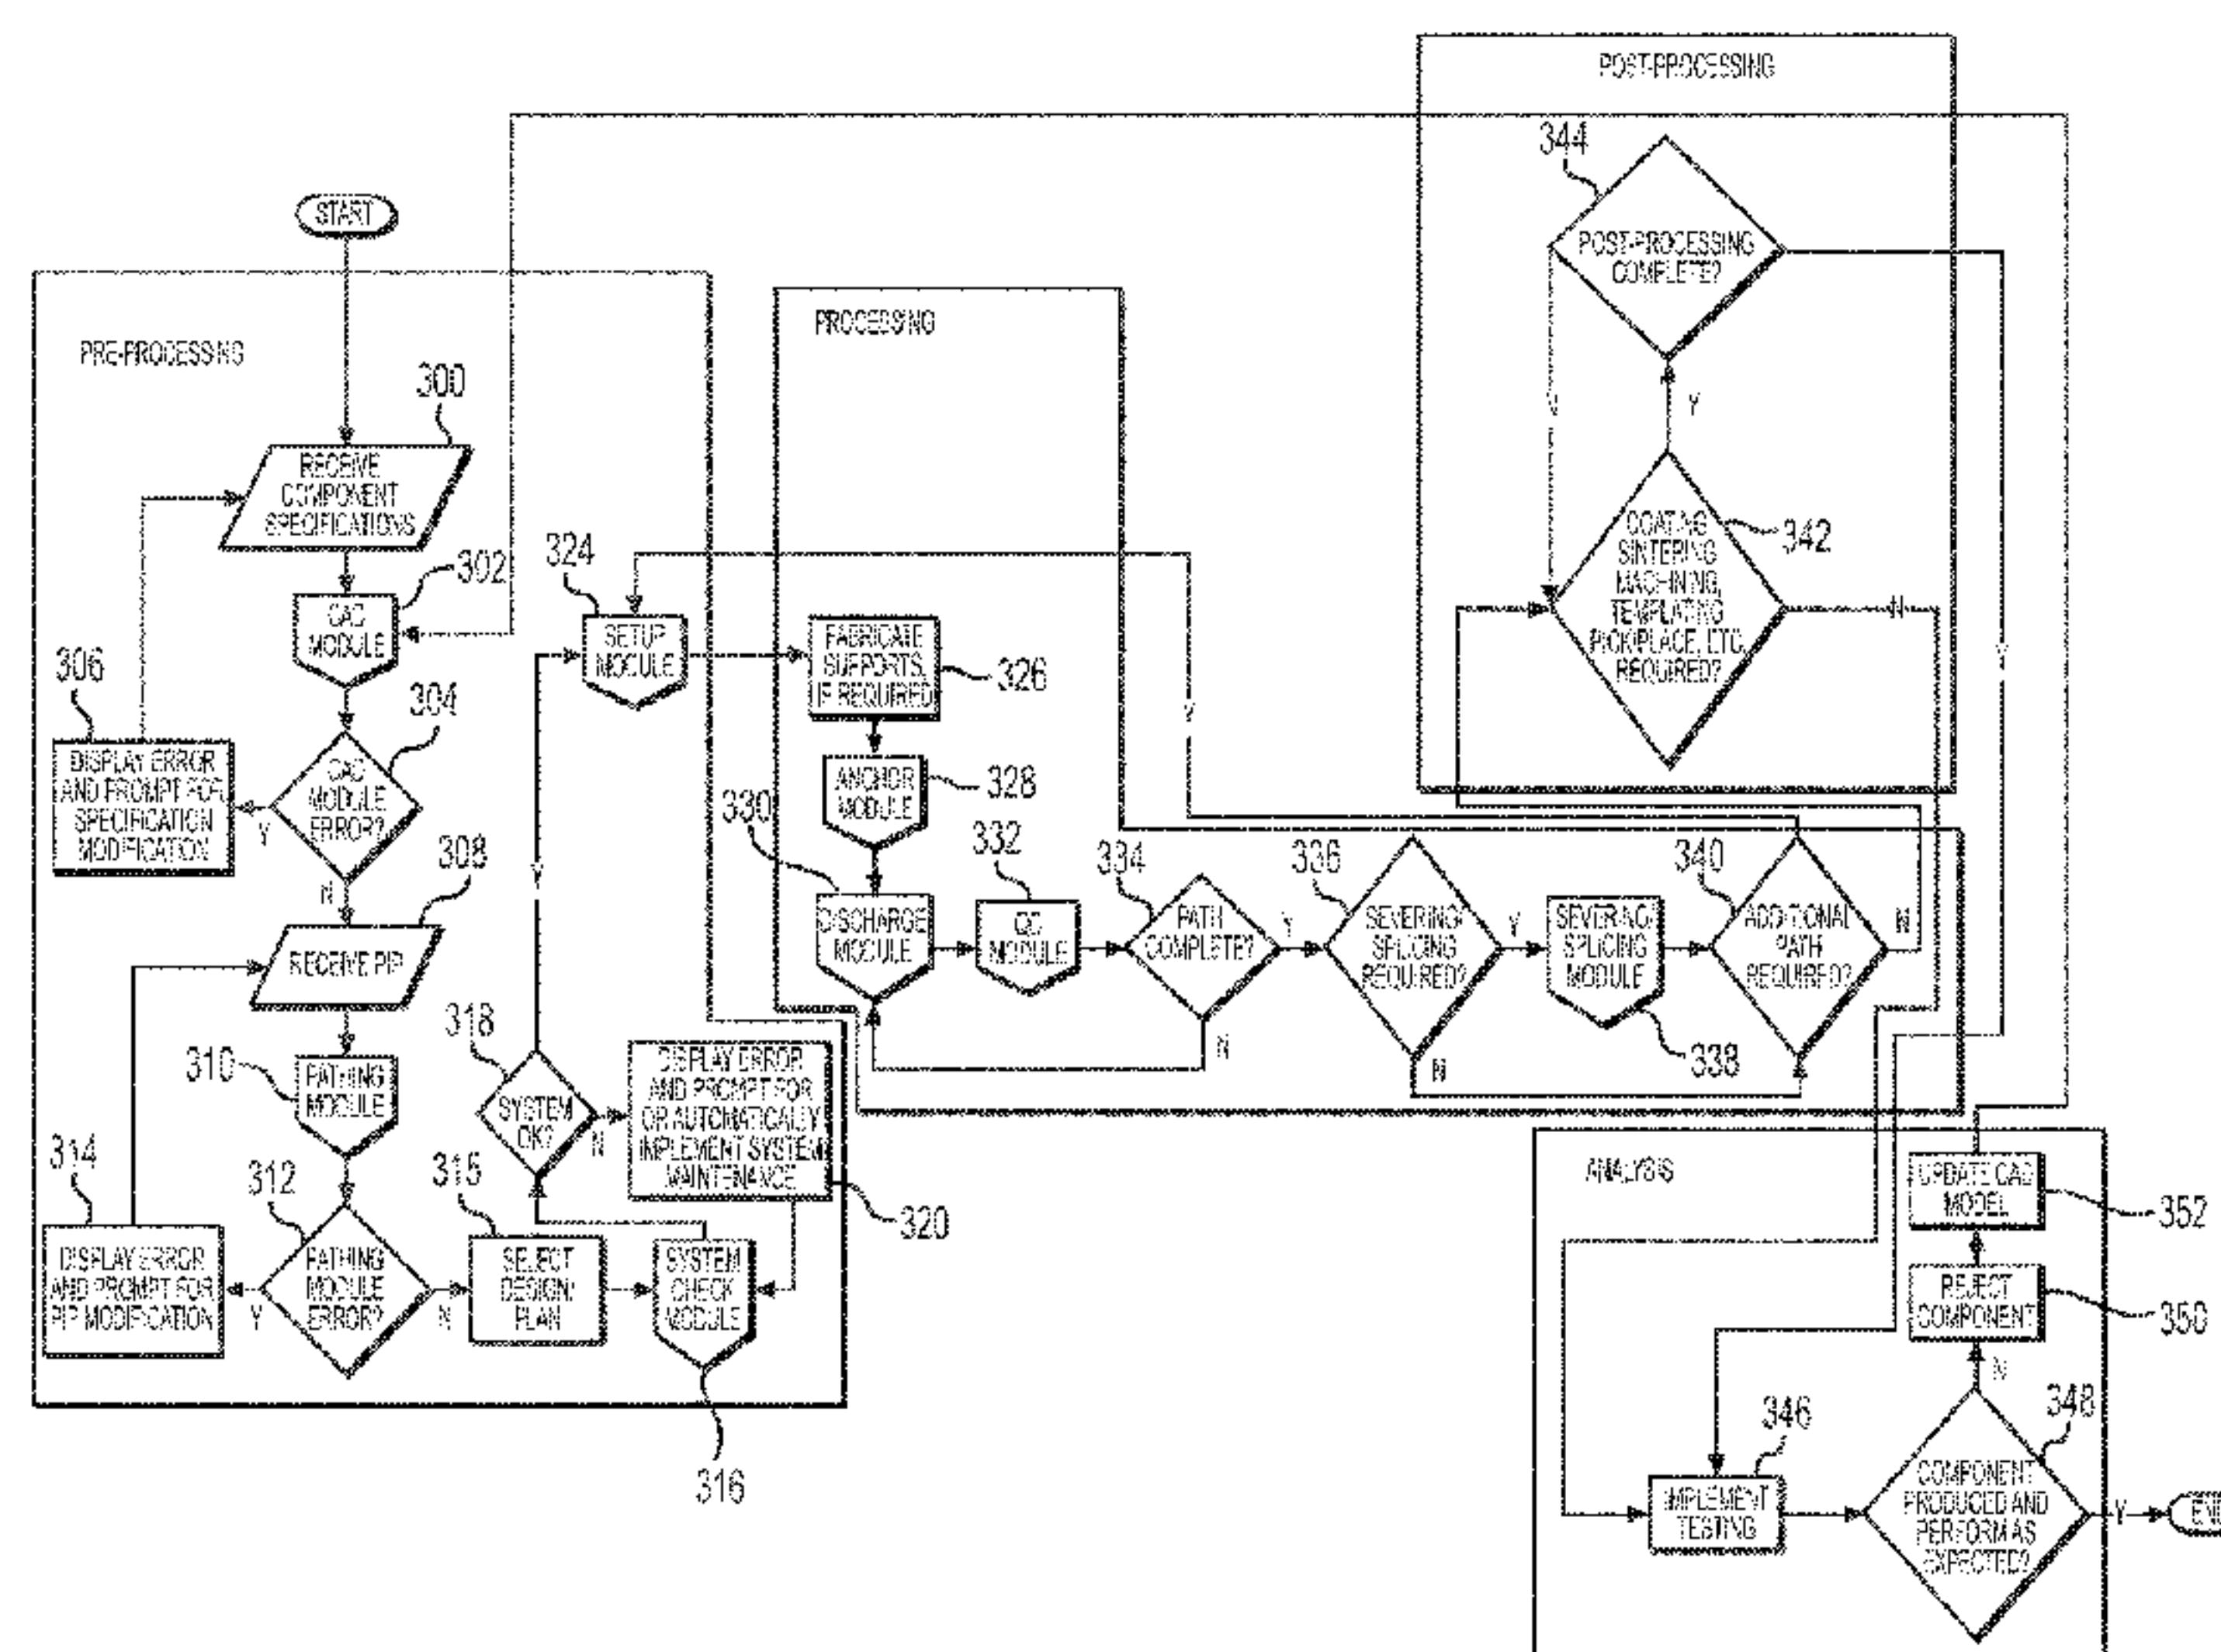 POST-PROCESSING
344
POST-PROCESSING
COMPLETE?
START
PRE-PROCESSING
PROCESSING
300
RECEIVE
COMPONENT
SPECIFICATIONS
Y
342
COATING
SINTERING
MACHINING,
TEMPLATING
PICK/PLACE, ETC.
REQUIRED?
N
302
CAD
MODULE
324
SETUP
MODULE
FABRICATE
SUPPORTS,
IF REQUIRED
326
306
DISPLAY ERROR
AND PROMPT FOR
SPECIFICATION
MODIFICATION
304
CAD
MODULE
ERROR?
Y
N
ANCHOR
MODULE
328
308
RECEIVE PIP
330
DISCHARGE
MODULE
332
QC
MODULE
334
PATH
COMPLETE?
Y
N
336
SEVERING/
SPLICING
REQUIRED?
Y
N
SEVERING/
SPLICING
MODULE
338
340
ADDITIONAL
PATH
REQUIRED?
N
Y
310
PATHING
MODULE
318
SYSTEM
OK?
Y
N
DISPLAY ERROR
AND PROMPT FOR
OR AUTOMATICALLY
IMPLEMENT SYSTEM
MAINTENANCE
320
314
DISPLAY ERROR
AND PROMPT FOR
PIP MODIFICATION
312
PATHING
MODULE
ERROR?
Y
N
315
SELECT
DESIGN/
PLAN
SYSTEM
CHECK
MODULE
316
ANALYSIS
UPDATE CAD
MODEL
352
REJECT
COMPONENT
350
N
346
IMPLEMENT
TESTING
348
COMPONENT
PRODUCED AND
PERFORM AS
EXPECTED?
Y
END